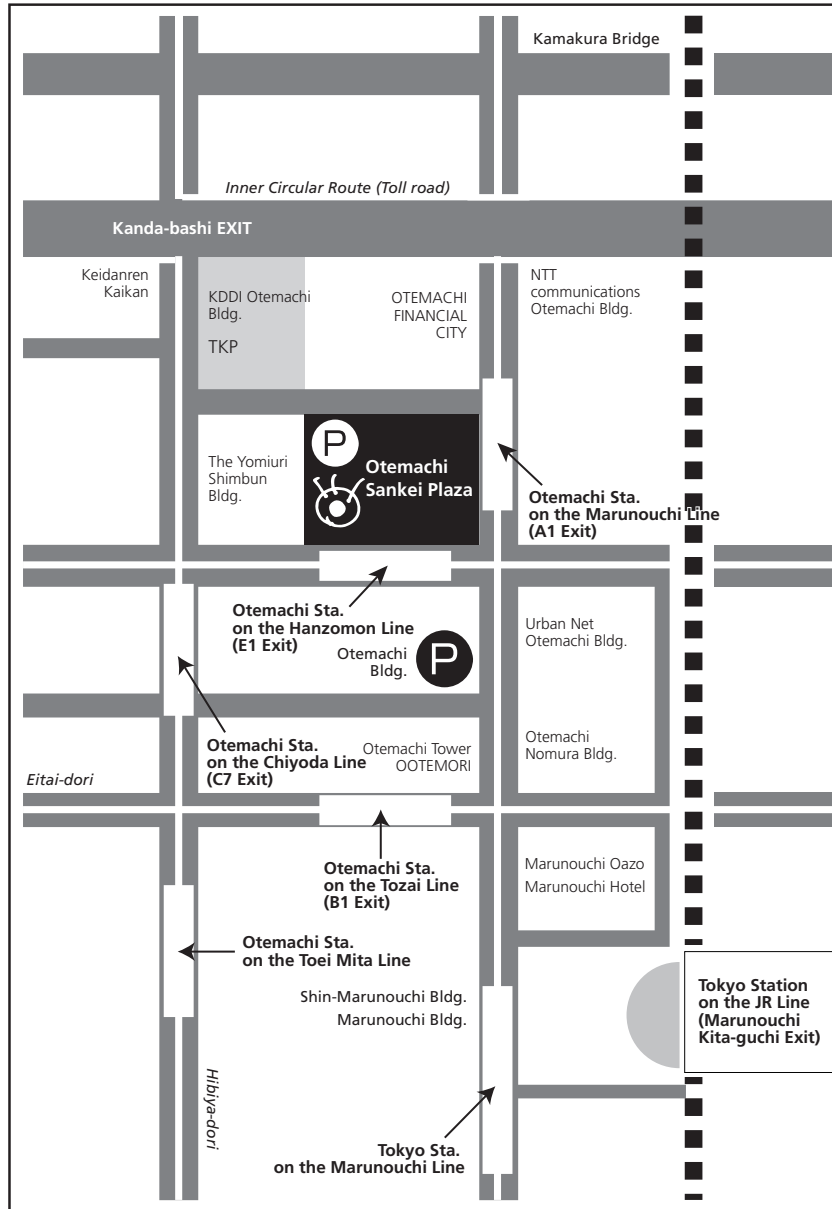 Kamakura Bridge
Inner Circular Route (Toll road)
Kanda-bashi EXIT
Keidanren
Kaikan
KDDI Otemachi
Bldg.
TKP
OTEMACHI
FINANCIAL
CITY
NTT
communications
Otemachi Bldg.
The Yomiuri
Shimbun
Bldg.
P
Otemachi
Sankei Plaza
Otemachi Sta.
on the Marunouchi Line
(A1 Exit)
Otemachi Sta.
on the Hanzomon Line
(E1 Exit)
Otemachi
Bldg.
P
Urban Net
Otemachi Bldg.
Otemachi Sta.
on the Chiyoda Line
(C7 Exit)
Otemachi Tower
OOTEMORI
Otemachi
Nomura Bldg.
Eitai-dori
Otemachi Sta.
on the Tozai Line
(B1 Exit)
Marunouchi Oazo
Marunouchi Hotel
Otemachi Sta.
on the Toei Mita Line
Shin-Marunouchi Bldg.
Marunouchi Bldg.
Tokyo Station
on the JR Line
(Marunouchi
Kita-guchi Exit)
Hibiya-dori
Tokyo Sta.
on the Marunouchi Line